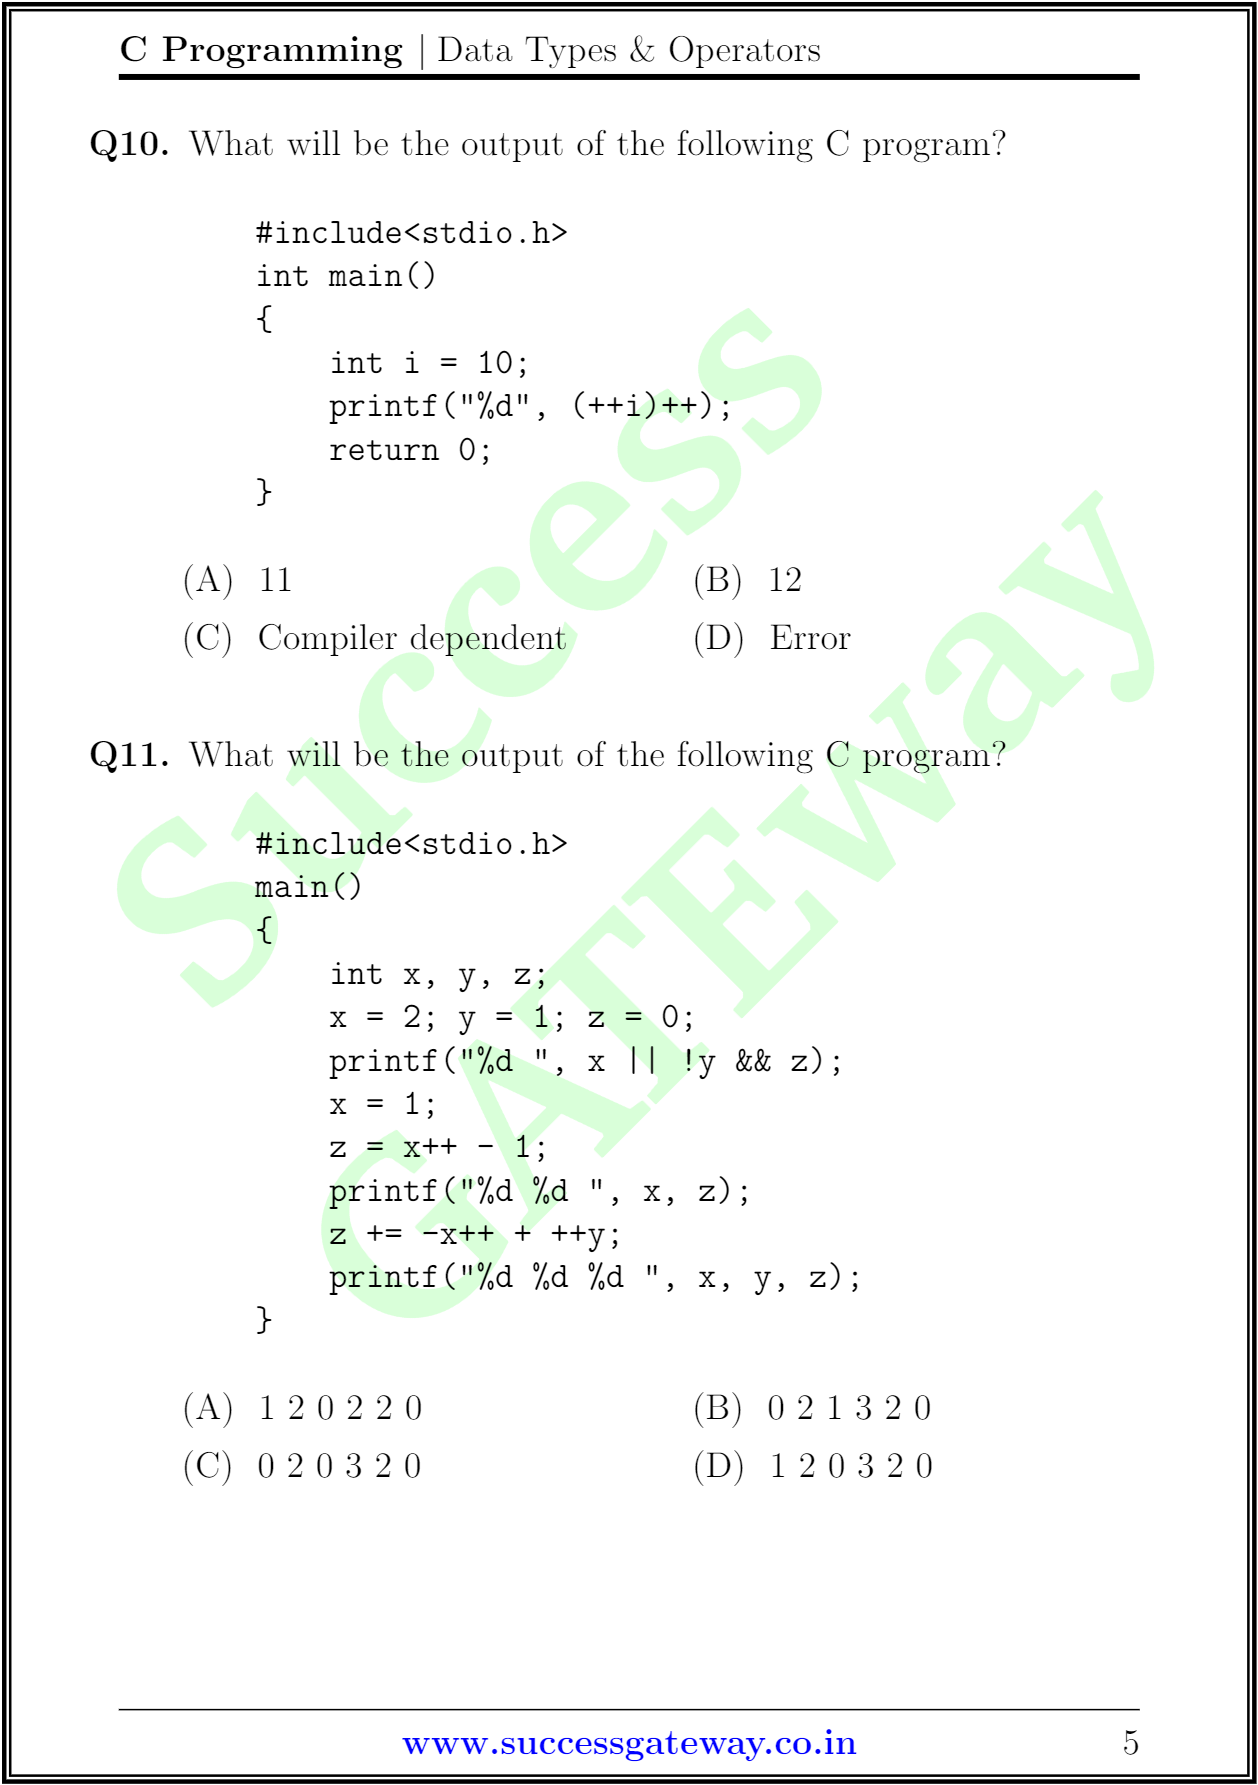 C Programming | Data Types & Operators
Q10. What will be the output of the following C program?
#include<stdio.h>
int main()
{
    int i = 10;
    printf("%d", (++i)++);
    return 0;
}
(A) 11 (B) 12
(C) Compiler dependent (D) Error
Q11. What will be the output of the following C program?
#include<stdio.h>
main()
{
    int x, y, z;
    x = 2; y = 1; z = 0;
    printf("%d ", x || !y && z);
    x = 1;
    z = x++ - 1;
    printf("%d %d ", x, z);
    z += -x++ + ++y;
    printf("%d %d %d ", x, y, z);
}
(A) 1 2 0 2 2 0 (B) 0 2 1 3 2 0
(C) 0 2 0 3 2 0 (D) 1 2 0 3 2 0
Success
GATEway
www.successgateway.co.in 5